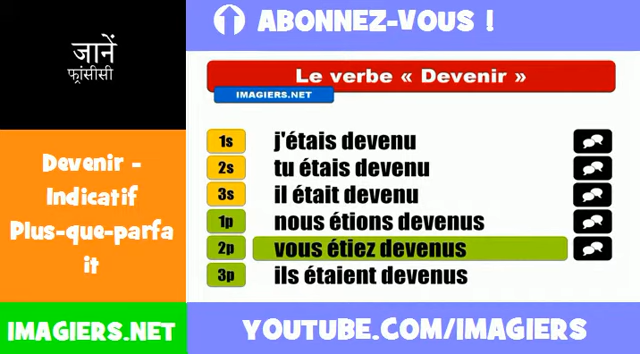 जानें
फ्रांसीसी
Devenir -
Indicatif
Plus-que-parfa
it
IMAGIERS.NET
ABONNEZ-VOUS !
Le verbe « Devenir »
IMAGIERS.NET
1s j'étais devenu
2s tu étais devenu
3s il était devenu
1p nous étions devenus
2p vous étiez devenus
3p ils étaient devenus
YOUTUBE.COM/IMAGIERS